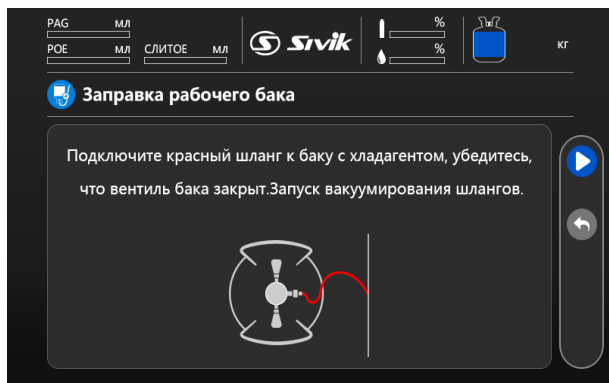 PAG мл
POE мл СЛИТОЕ мл
Sivik
%
%
кг
Заправка рабочего бака
Подключите красный шланг к баку с хладагентом, убедитесь,
что вентиль бака закрыт.Запуск вакуумирования шлангов.